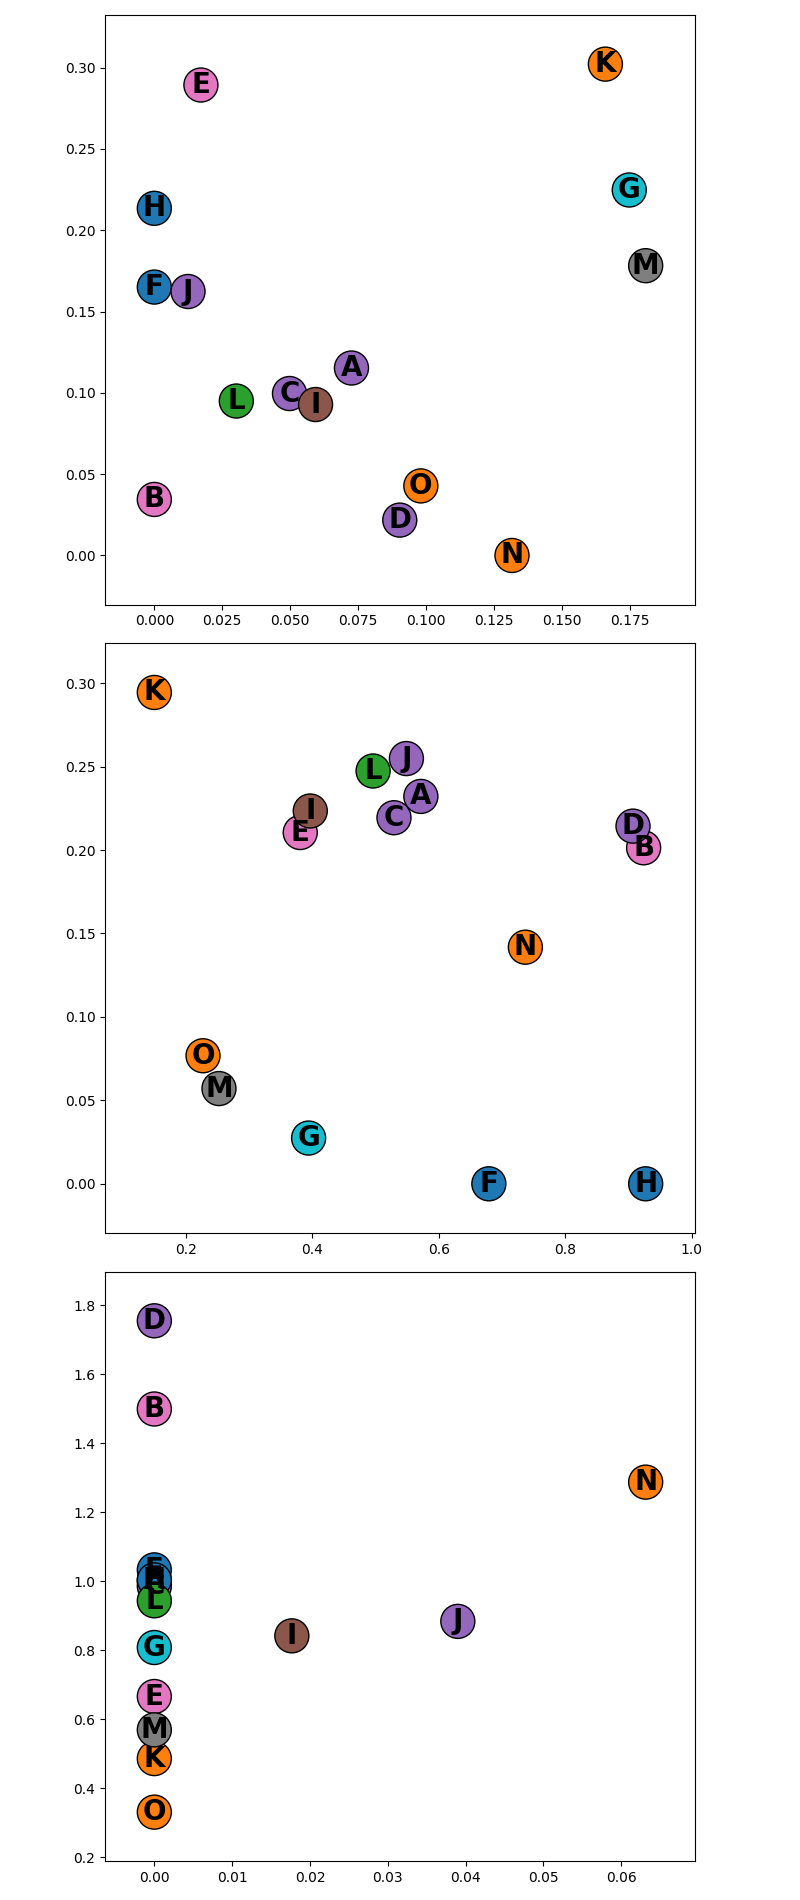 0.30
K
E
0.25
G
H
0.20
M
F
J
0.15
A
C
L
I
0.10
0.05
O
B
D
0.00
N
0.000
0.025
0.050
0.075
0.100
0.125
0.150
0.175
K
0.30
J
L
0.25
A
I
C
D
E
B
0.20
N
0.15
0.10
O
M
0.05
G
F
H
0.00
0.2
0.4
0.6
0.8
1.0
1.8
D
1.6
B
1.4
N
1.2
1.0
H
L
J
I
G
0.8
E
0.6
M
K
0.4
O
0.2
0.00
0.01
0.02
0.03
0.04
0.05
0.06